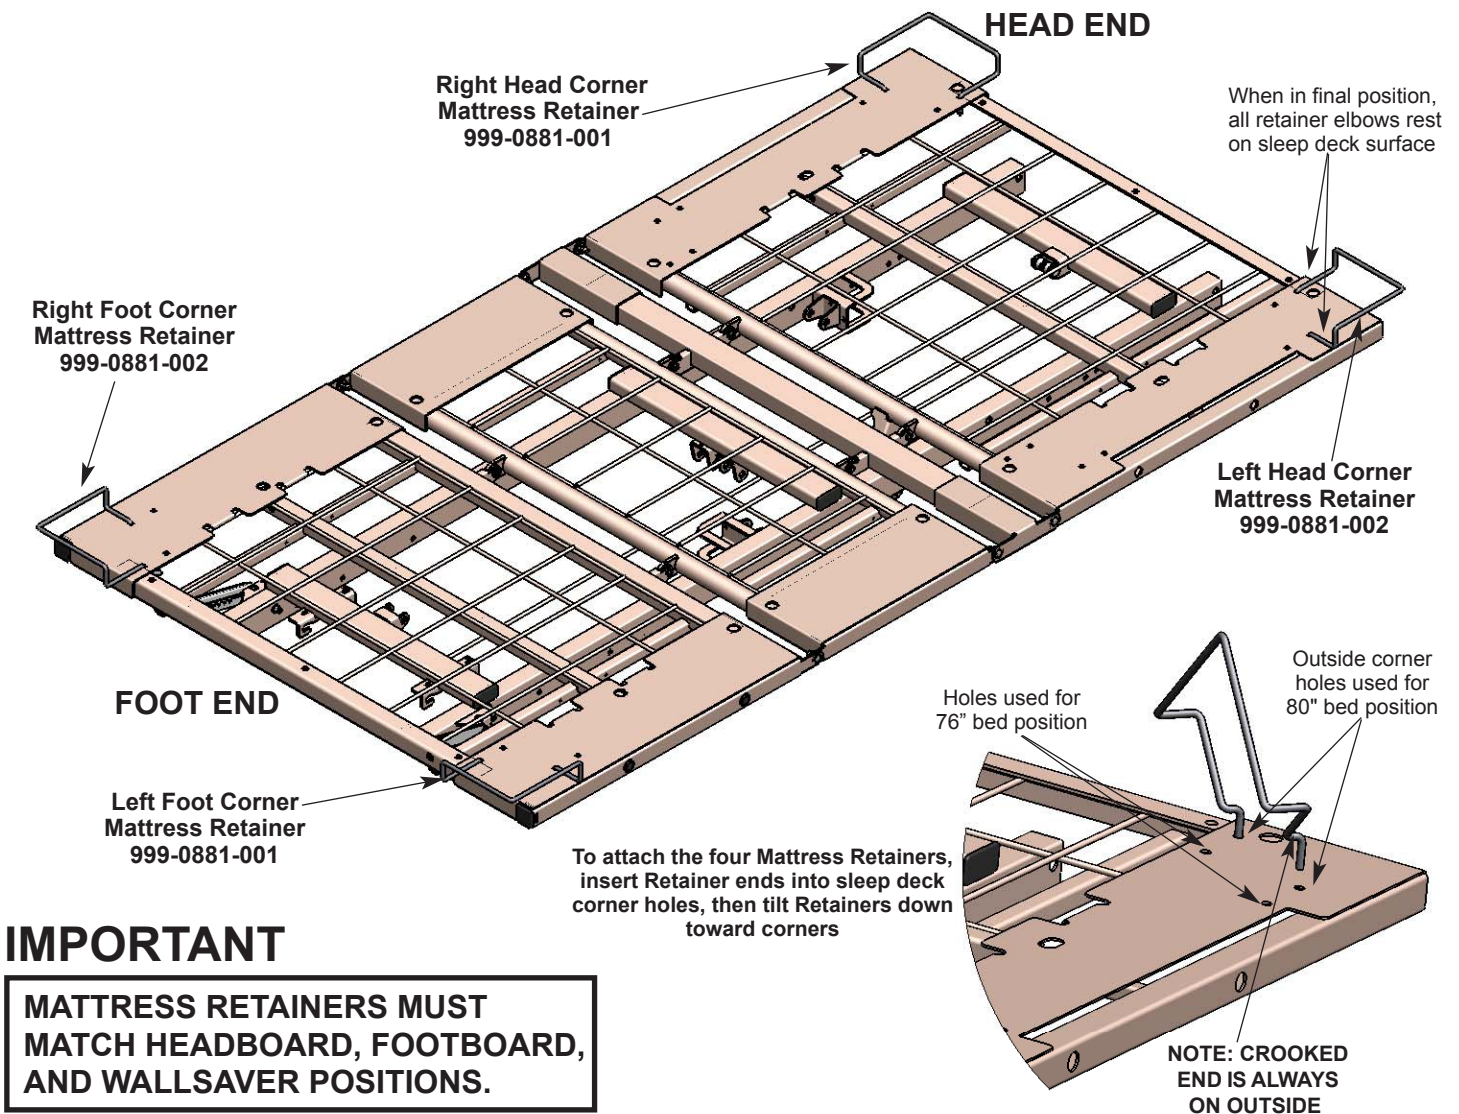 HEAD END
Right Head Corner
Mattress Retainer
999-0881-001
When in final position,
all retainer elbows rest
on sleep deck surface
Right Foot Corner
Mattress Retainer
999-0881-002
Left Head Corner
Mattress Retainer
999-0881-002
FOOT END
Holes used for
76” bed position
Outside corner
holes used for
80" bed position
Left Foot Corner
Mattress Retainer
999-0881-001
To attach the four Mattress Retainers,
insert Retainer ends into sleep deck
corner holes, then tilt Retainers down
toward corners
IMPORTANT
MATTRESS RETAINERS MUST
MATCH HEADBOARD, FOOTBOARD,
AND WALLSAVER POSITIONS.
NOTE: CROOKED
END IS ALWAYS
ON OUTSIDE